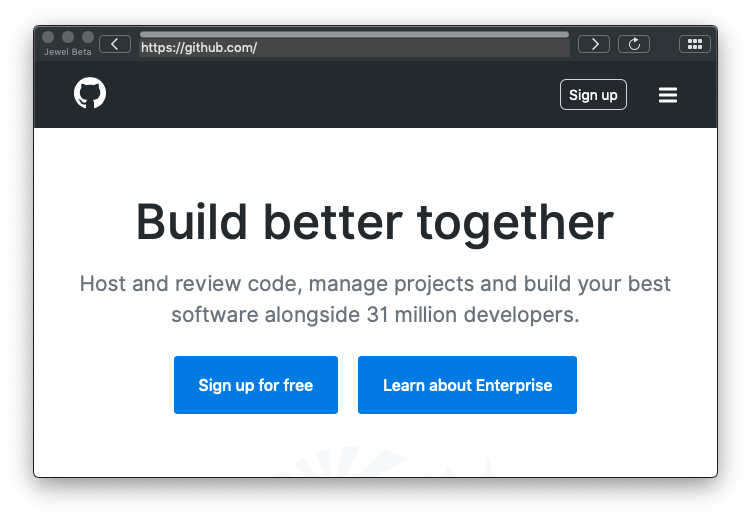 Jewel Beta
https://github.com/
Sign up
Build better together
Host and review code, manage projects and build your best
software alongside 31 million developers.
Sign up for free
Learn about Enterprise